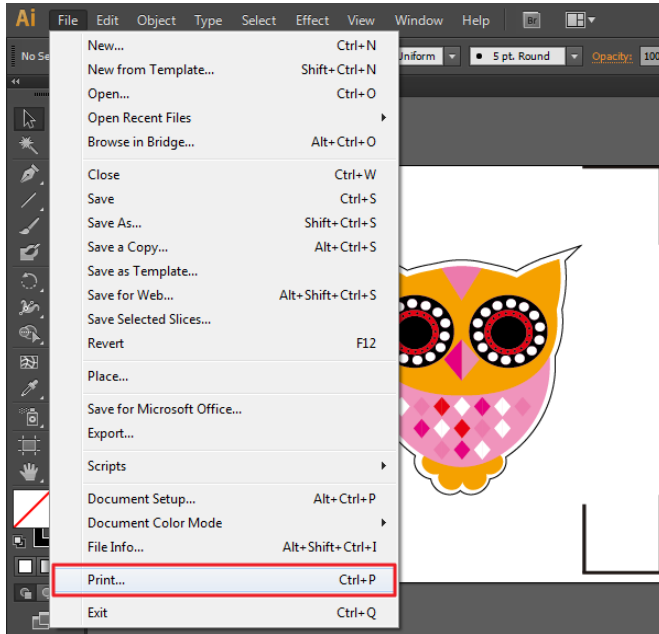 Ai File Edit Object Type Select Effect View Window Help Br
Uniform 5 pt. Round Opacity: 100
New... Ctrl+N
New from Template... Shift+Ctrl+N
Open... Ctrl+O
Open Recent Files
Browse in Bridge... Alt+Ctrl+O
Close Ctrl+W
Save Ctrl+S
Save As... Shift+Ctrl+S
Save a Copy... Alt+Ctrl+S
Save as Template...
Save for Web... Alt+Shift+Ctrl+S
Save Selected Slices...
Revert F12
Place...
Save for Microsoft Office...
Export...
Scripts
Document Setup... Alt+Ctrl+P
Document Color Mode
File Info... Alt+Shift+Ctrl+I
Print... Ctrl+P
Exit Ctrl+Q